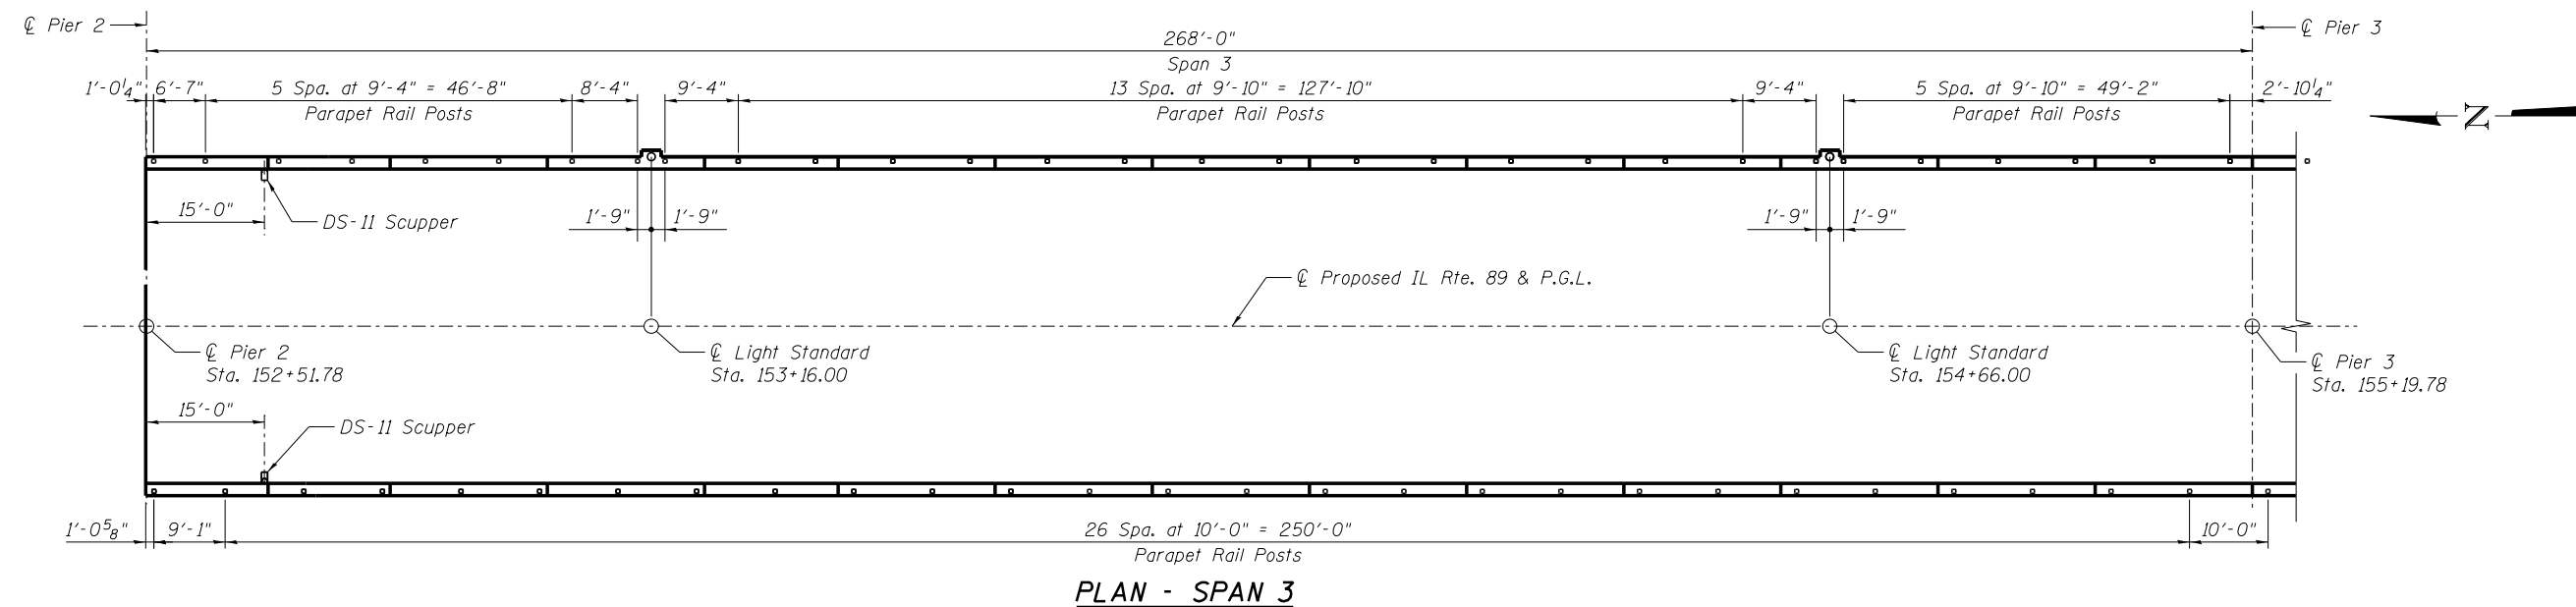 ℄ Pier 2
℄ Pier 3
268'-0"
Span 3
1'-0¼" 6'-7" 5 Spa. at 9'-4" = 46'-8" 8'-4" 9'-4" 13 Spa. at 9'-10" = 127'-10" 9'-4" 5 Spa. at 9'-10" = 49'-2" 2'-10¼"
Parapet Rail Posts Parapet Rail Posts Parapet Rail Posts
N
15'-0" DS-11 Scupper 1'-9" 1'-9" 1'-9" 1'-9"
℄ Proposed IL Rte. 89 & P.G.L.
℄ Pier 2
Sta. 152+51.78
℄ Light Standard
Sta. 153+16.00
℄ Light Standard
Sta. 154+66.00
℄ Pier 3
Sta. 155+19.78
15'-0"
DS-11 Scupper
1'-0⅝" 9'-1" 26 Spa. at 10'-0" = 250'-0" 10'-0"
Parapet Rail Posts
PLAN - SPAN 3